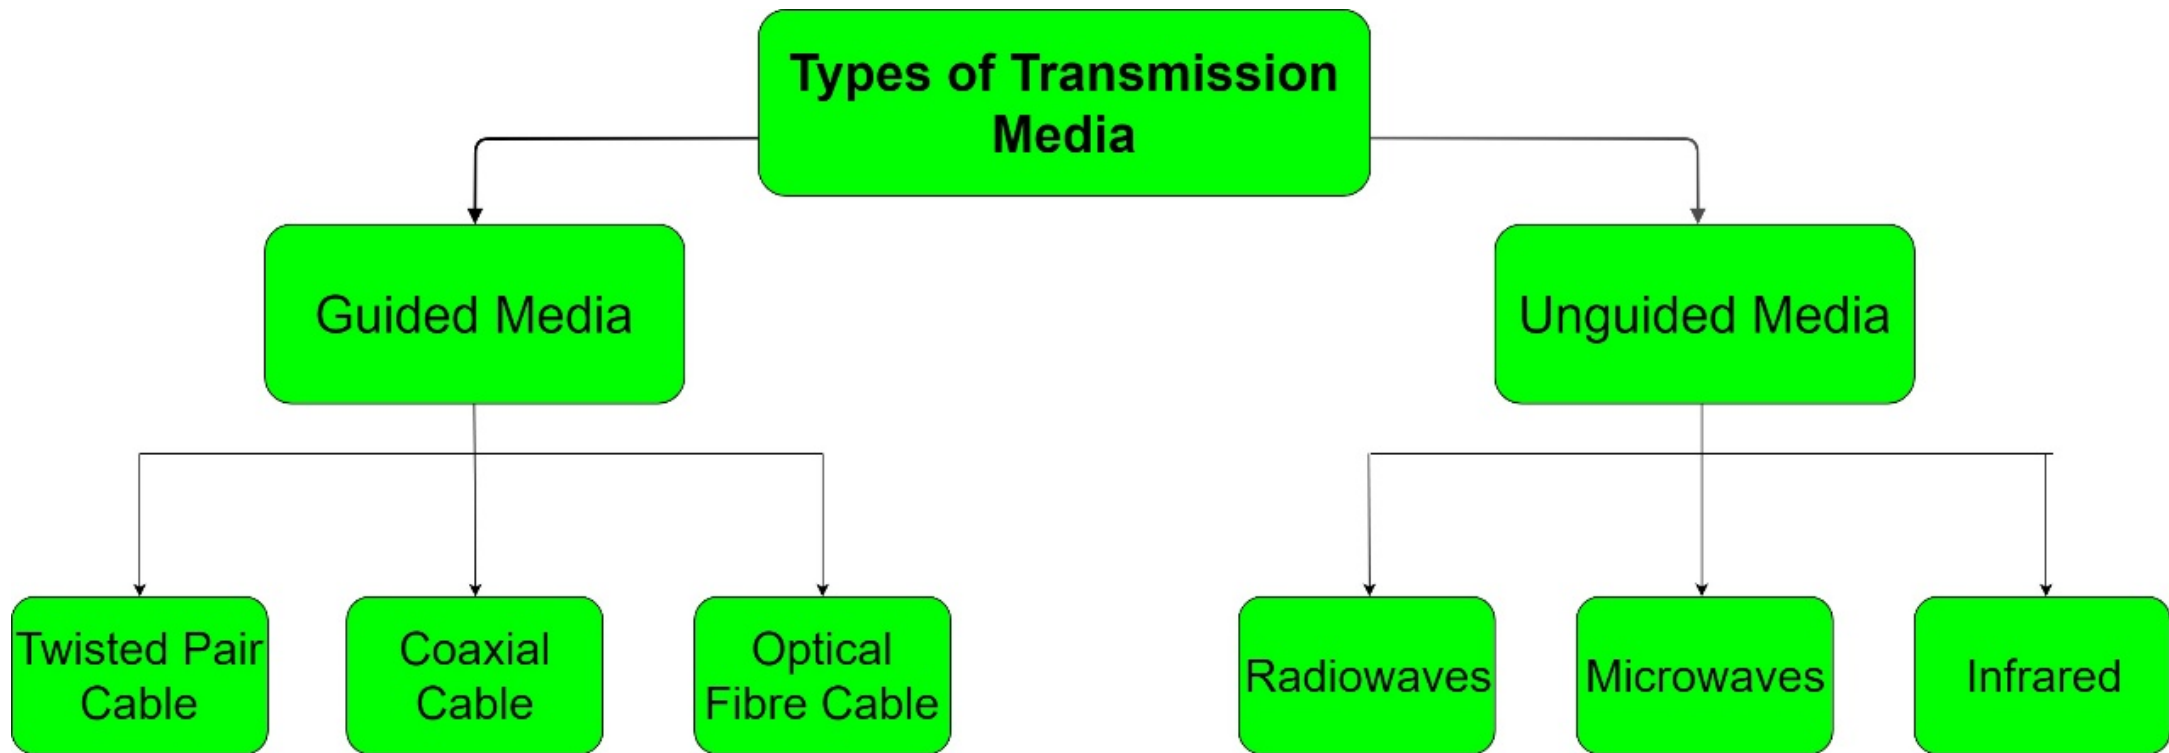 Types of Transmission
Media
Guided Media
Unguided Media
Twisted Pair
Cable
Coaxial
Cable
Optical
Fibre Cable
Radiowaves
Microwaves
Infrared